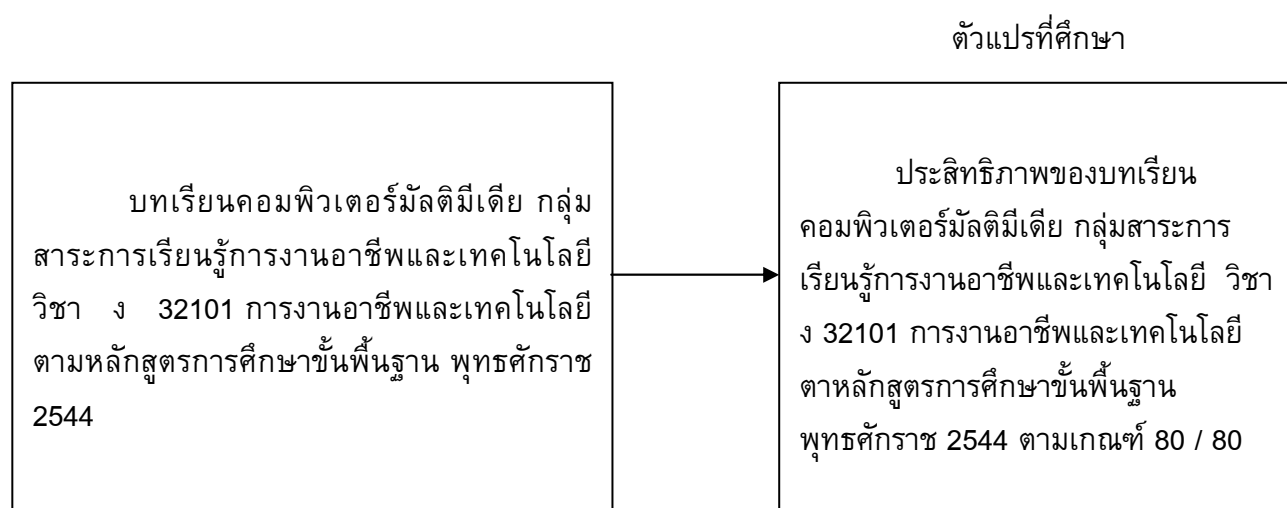 ตัวแปรที่ศึกษา
บทเรียนคอมพิวเตอร์มัลติมีเดีย กลุ่ม
สาระการเรียนรู้การงานอาชีพและเทคโนโลยี
วิชา ง 32101 การงานอาชีพและเทคโนโลยี
ตามหลักสูตรการศึกษาขั้นพื้นฐาน พุทธศักราช
2544
ประสิทธิภาพของบทเรียน
คอมพิวเตอร์มัลติมีเดีย กลุ่มสาระการ
เรียนรู้การงานอาชีพและเทคโนโลยี วิชา
ง 32101 การงานอาชีพและเทคโนโลยี
ตาหลักสูตรการศึกษาขั้นพื้นฐาน
พุทธศักราช 2544 ตามเกณฑ์ 80 / 80